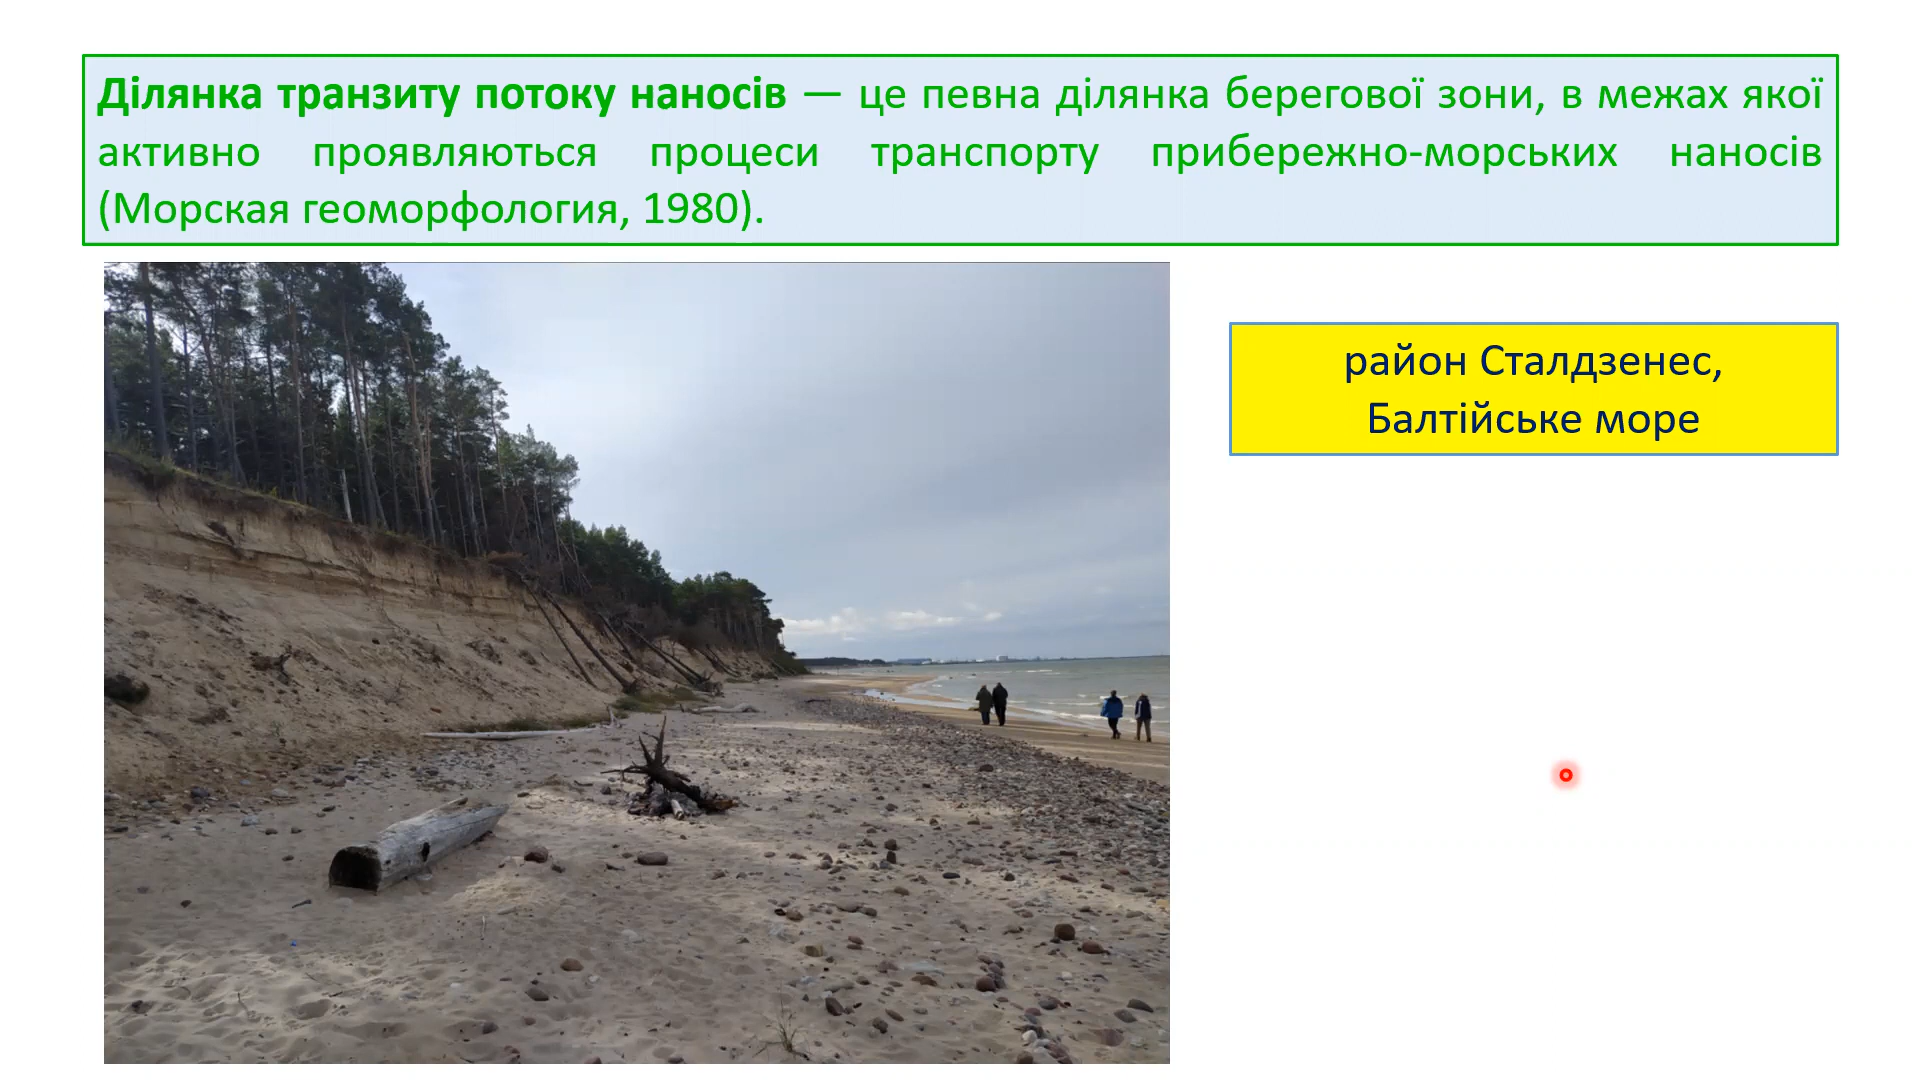 Ділянка транзиту потоку наносів — це певна ділянка берегової зони, в межах якої
активно проявляються процеси транспорту прибережно-морських наносів
(Морская геоморфология, 1980).
район Сталдзенес,
Балтійське море